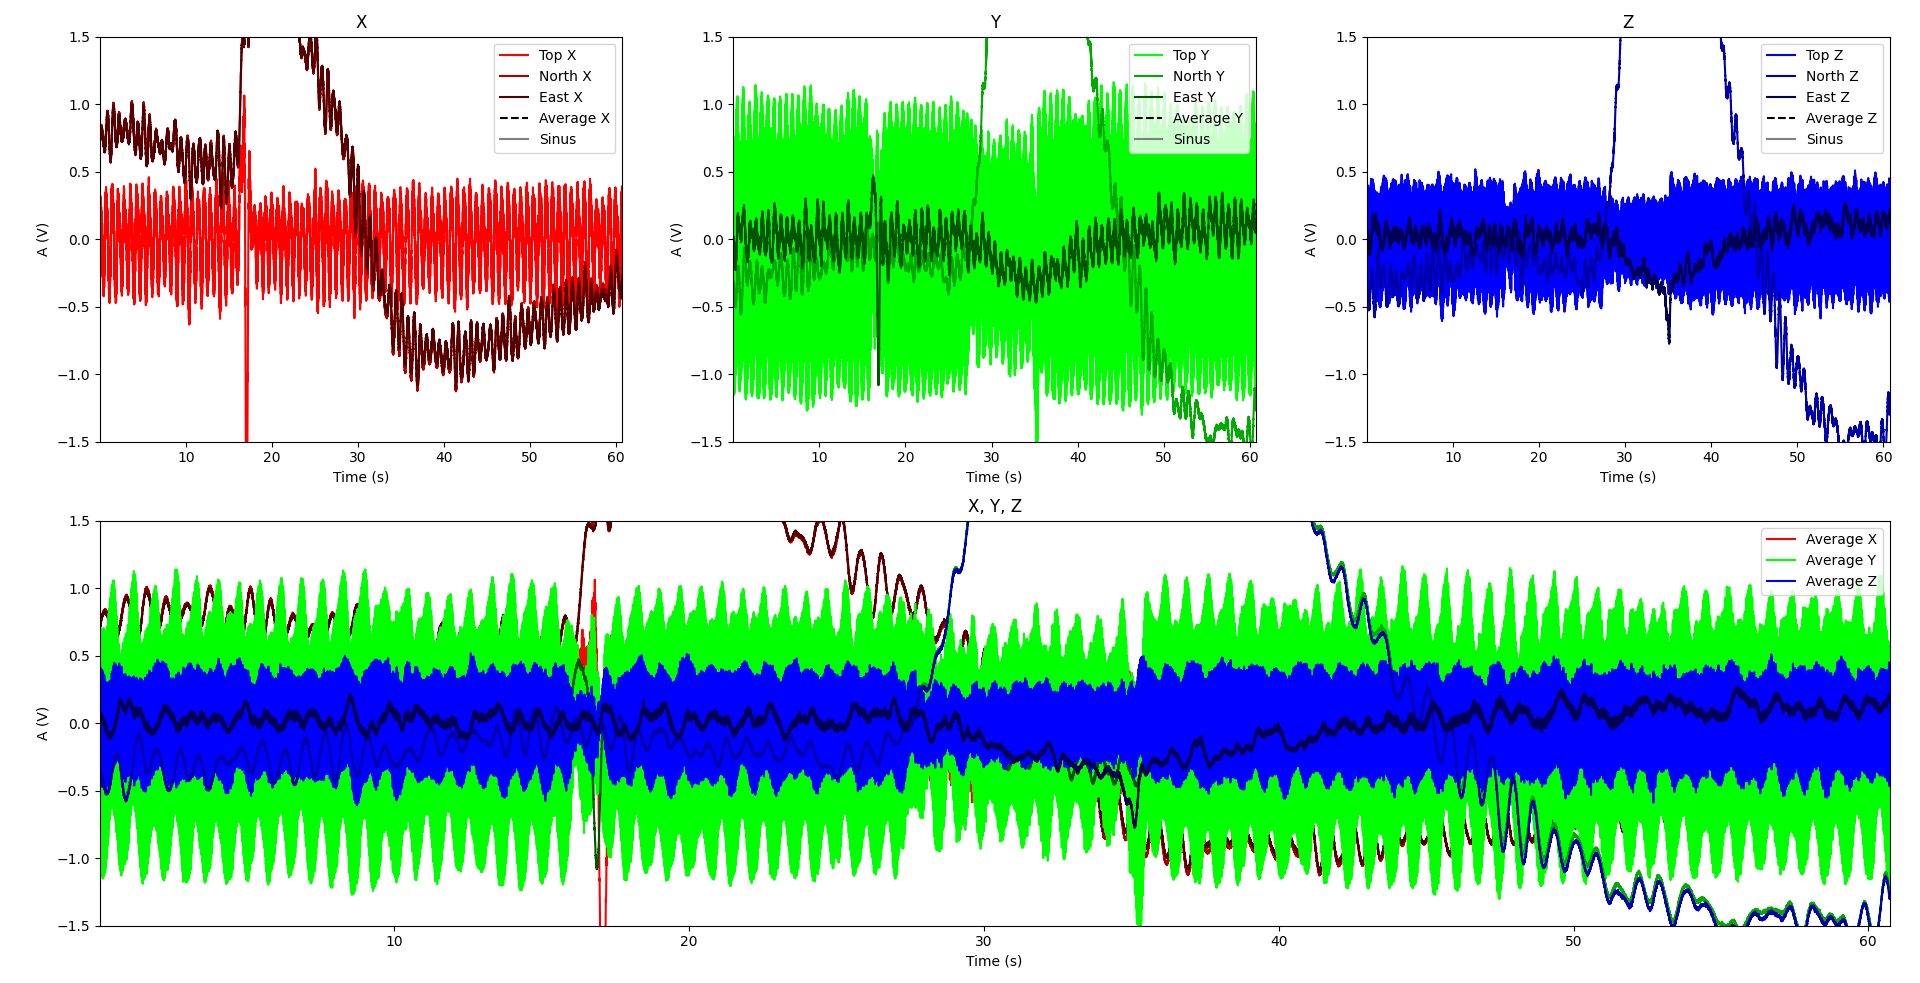 X
Top X
North X
East X
Average X
Sinus
1.5
1.0
0.5
0.0
−0.5
−1.0
−1.5
A (V)
10
20
30
40
50
60
Time (s)
Y
Top Y
North Y
East Y
Average Y
Sinus
1.5
1.0
0.5
0.0
−0.5
−1.0
−1.5
A (V)
10
20
30
40
50
60
Time (s)
Z
Top Z
North Z
East Z
Average Z
Sinus
1.5
1.0
0.5
0.0
−0.5
−1.0
−1.5
A (V)
10
20
30
40
50
60
Time (s)
X, Y, Z
Average X
Average Y
Average Z
1.5
1.0
0.5
0.0
−0.5
−1.0
−1.5
A (V)
10
20
30
40
50
60
Time (s)